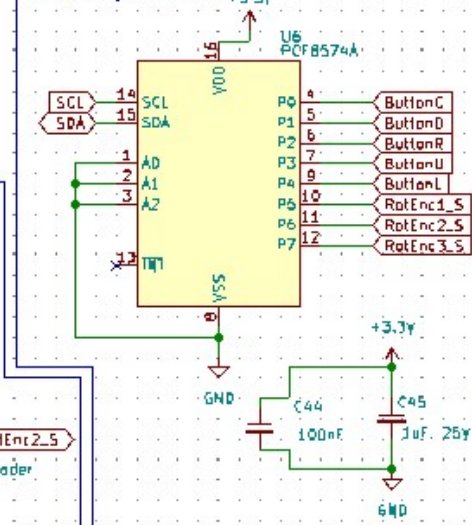 U6
PCF8574A
16
VDD
SCL 14 SCL
SDA 15 SDA
1 A0
2 A1
3 A2
13 INT
P0 4 ButtonC
P1 5 ButtonD
P2 6 ButtonR
P3 7 ButtonU
P4 9 ButtonL
P5 10 RotEnc1_S
P6 11 RotEnc2_S
P7 12 RotEnc3_S
VSS
8
GND
+3.3V
C44
100nF
C45
1uF, 25V
GND
tEnc2_S
ader